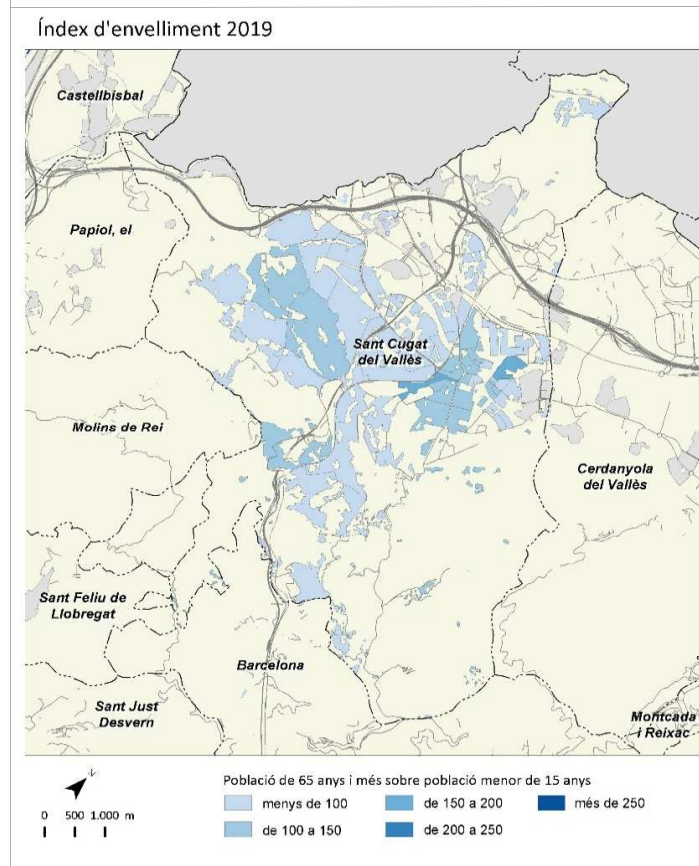 Índex d'envelliment 2019
Castellbisbal
Papiol, el
Sant Cugat
del Vallès
Molins de Rei
Cerdanyola
del Vallès
Sant Feliu de
Llobregat
Barcelona
Sant Just
Desvern
Montcada
i Reixac
N
0 500 1.000 m
Població de 65 anys i més sobre població menor de 15 anys
menys de 100
de 150 a 200
més de 250
de 100 a 150
de 200 a 250